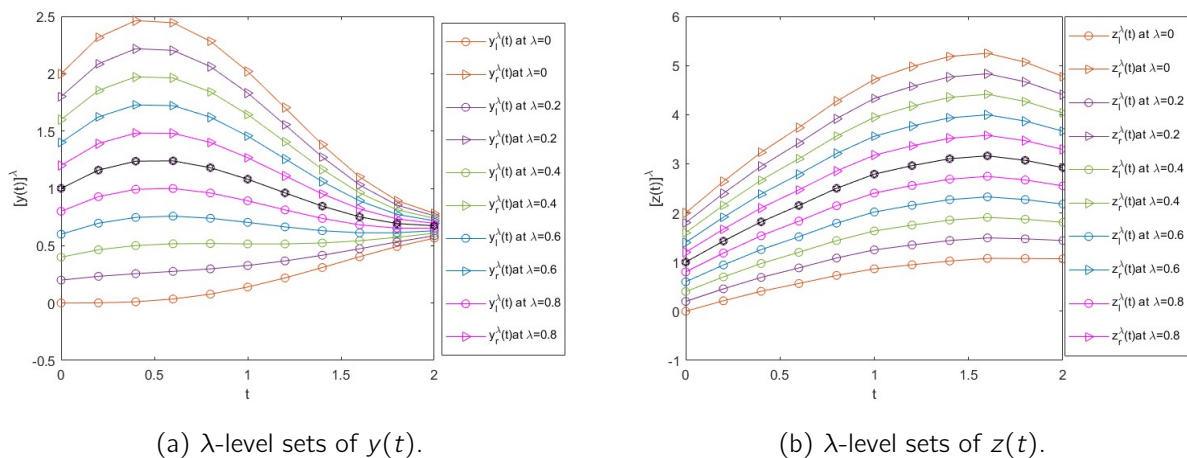 2.5
2
1.5
1
0.5
0
-0.5
[y(t)]^λ
0
0.5
1
1.5
2
t
y_l^λ(t) at λ=0
y_r^λ(t)at λ=0
y_l^λ(t) at λ=0.2
y_r^λ(t)at λ=0.2
y_l^λ(t) at λ=0.4
y_r^λ(t)at λ=0.4
y_l^λ(t) at λ=0.6
y_r^λ(t)at λ=0.6
y_l^λ(t) at λ=0.8
y_r^λ(t)at λ=0.8
(a) λ-level sets of y(t).
6
5
4
3
2
1
0
-1
[z(t)]^λ
0
0.5
1
1.5
2
t
z_l^λ(t) at λ=0
z_r^λ(t)at λ=0
z_l^λ(t) at λ=0.2
z_r^λ(t)at λ=0.2
z_l^λ(t) at λ=0.4
z_r^λ(t)at λ=0.4
z_l^λ(t) at λ=0.6
z_r^λ(t)at λ=0.6
z_l^λ(t) at λ=0.8
z_r^λ(t)at λ=0.8
(b) λ-level sets of z(t).